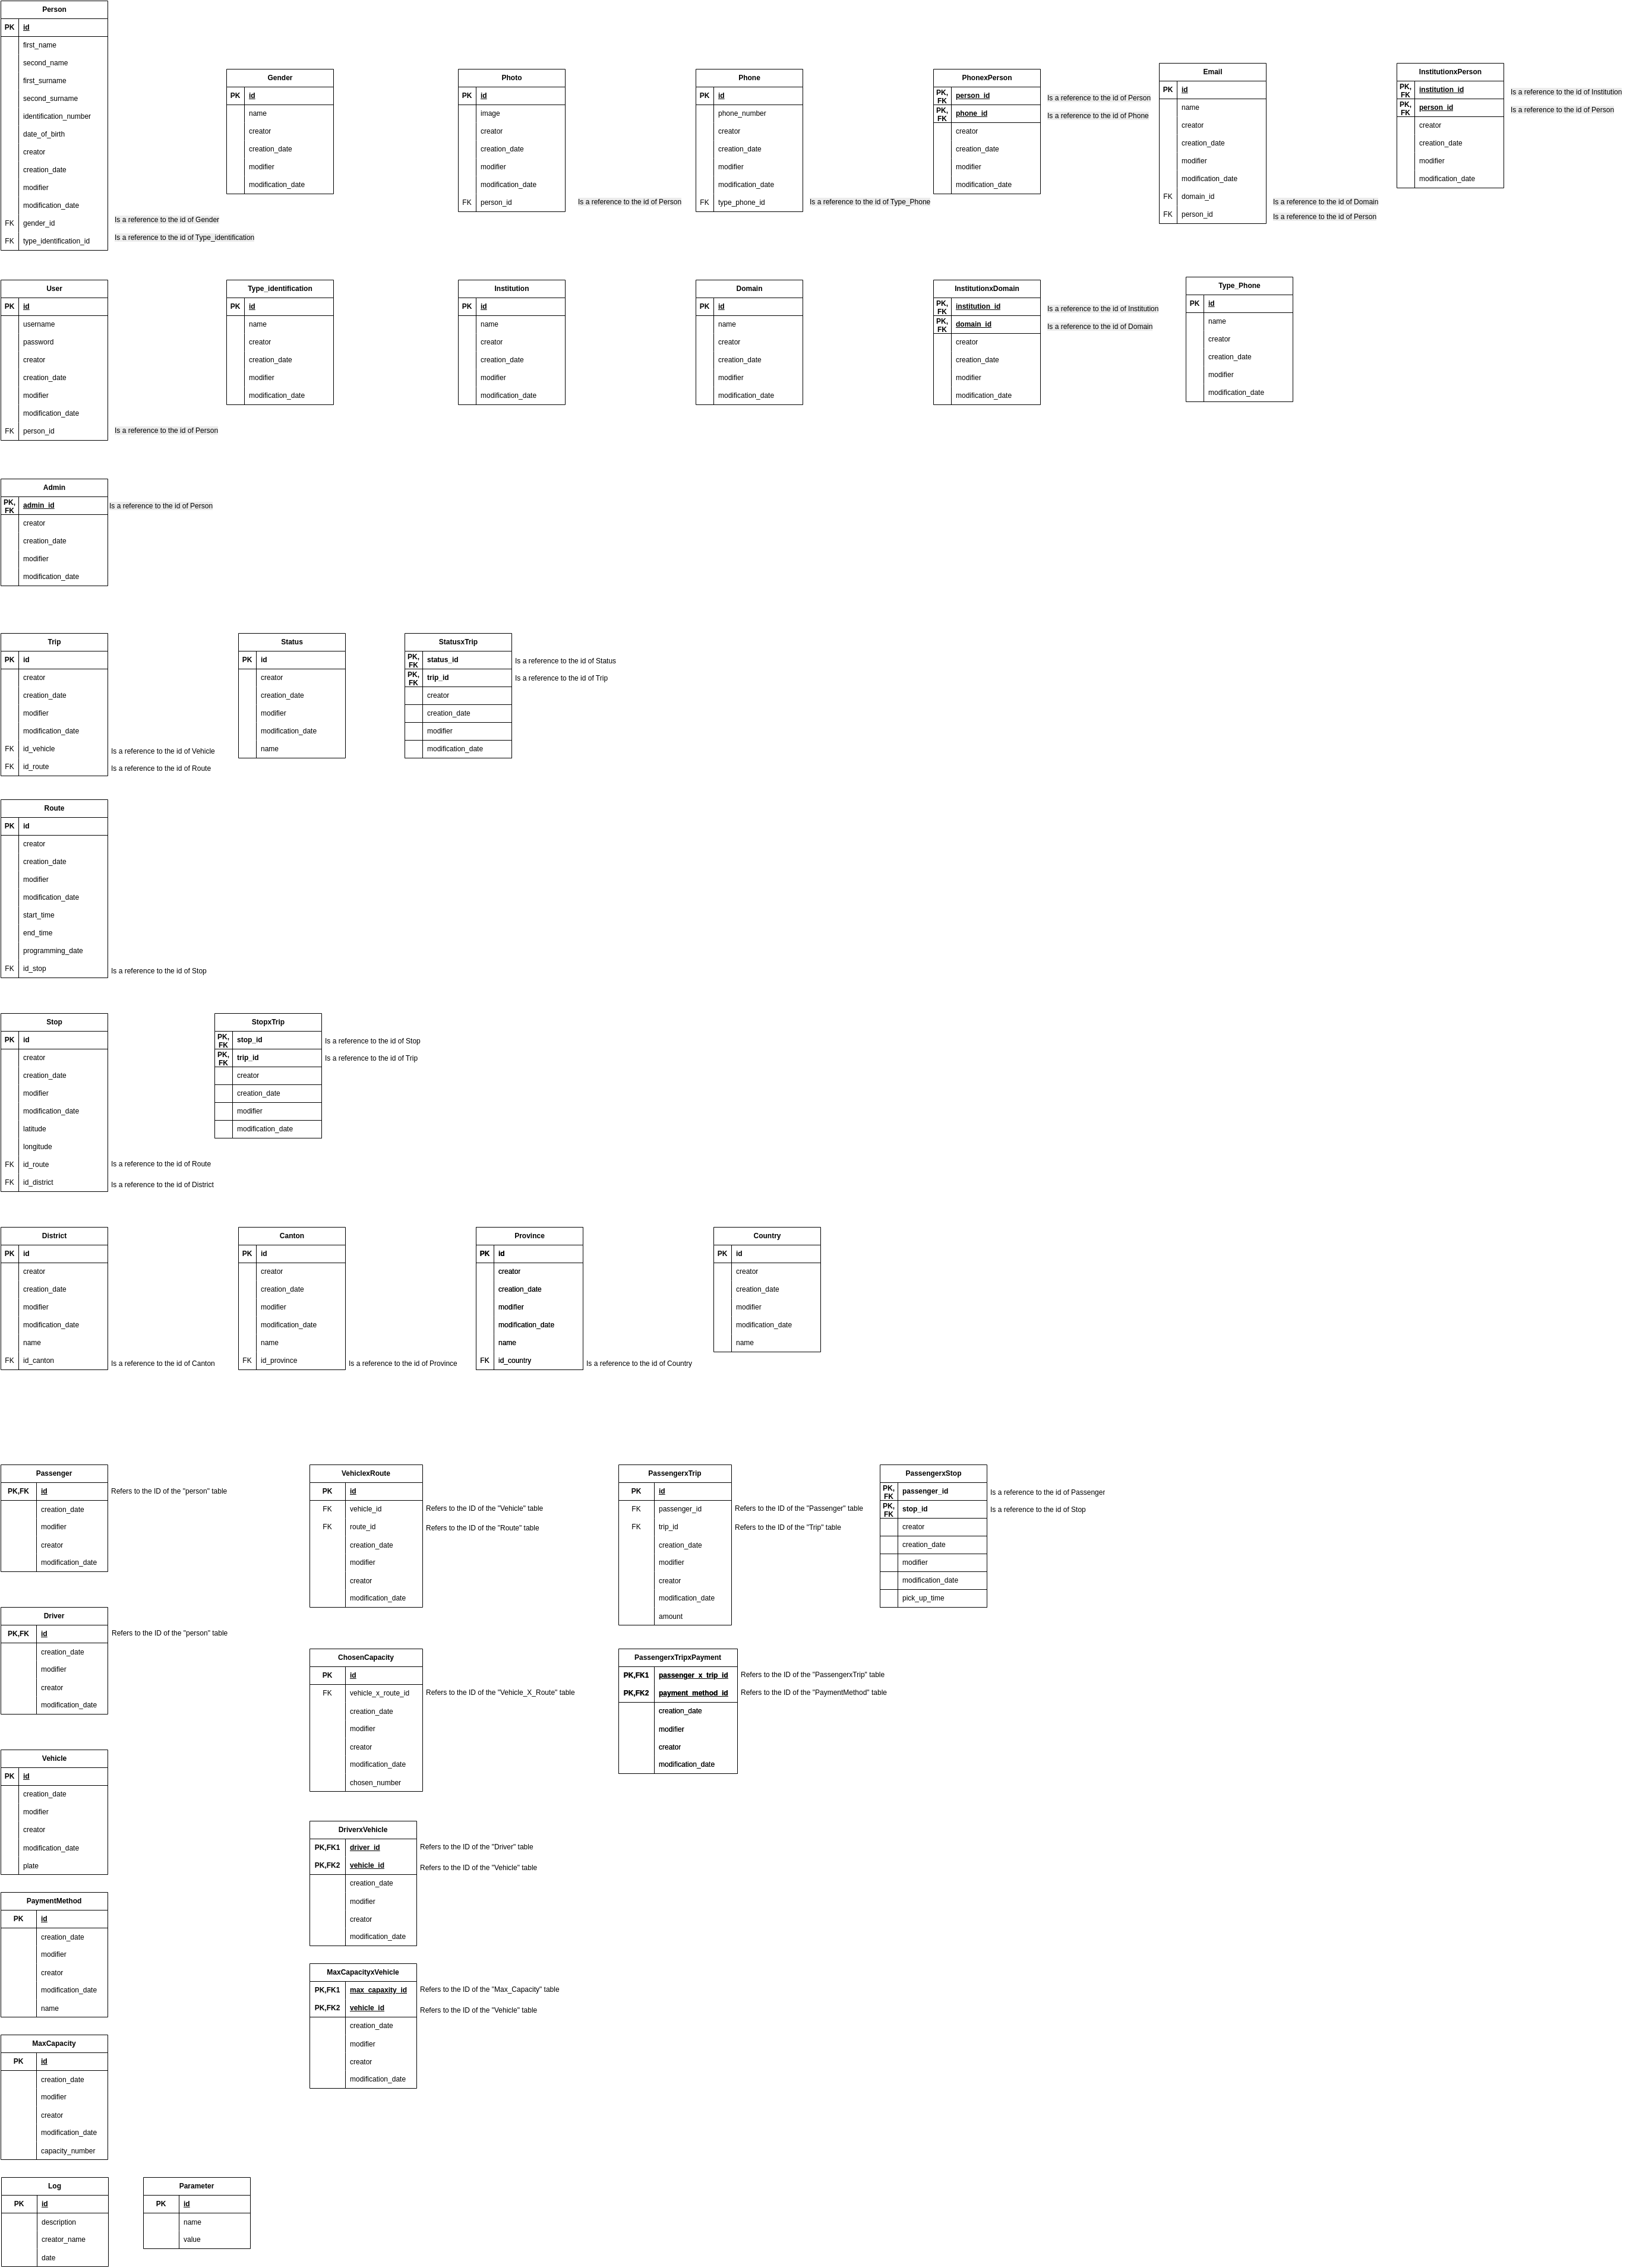 Person
PK id
first_name
second_name
first_surname
second_surname
identification_number
date_of_birth
creator
creation_date
modifier
modification_date
FK gender_id
FK type_identification_id
Is a reference to the id of Gender
Is a reference to the id of Type_identification
Gender
PK id
name
creator
creation_date
modifier
modification_date
Photo
PK id
image
creator
creation_date
modifier
modification_date
FK person_id
Is a reference to the id of Person
Phone
PK id
phone_number
creator
creation_date
modifier
modification_date
FK type_phone_id
Is a reference to the id of Type_Phone
PhonexPerson
PK, FK person_id
PK, FK phone_id
creator
creation_date
modifier
modification_date
Is a reference to the id of Person
Is a reference to the id of Phone
Email
PK id
name
creator
creation_date
modifier
modification_date
FK domain_id
FK person_id
Is a reference to the id of Domain
Is a reference to the id of Person
InstitutionxPerson
PK, FK institution_id
PK, FK person_id
creator
creation_date
modifier
modification_date
Is a reference to the id of Institution
Is a reference to the id of Person
User
PK id
username
password
creator
creation_date
modifier
modification_date
FK person_id
Is a reference to the id of Person
Type_identification
PK id
name
creator
creation_date
modifier
modification_date
Institution
PK id
name
creator
creation_date
modifier
modification_date
Domain
PK id
name
creator
creation_date
modifier
modification_date
InstitutionxDomain
PK, FK institution_id
PK, FK domain_id
creator
creation_date
modifier
modification_date
Is a reference to the id of Institution
Is a reference to the id of Domain
Type_Phone
PK id
name
creator
creation_date
modifier
modification_date
Admin
PK, FK admin_id
creator
creation_date
modifier
modification_date
Is a reference to the id of Person
Trip
PK id
creator
creation_date
modifier
modification_date
FK id_vehicle
FK id_route
Is a reference to the id of Vehicle
Is a reference to the id of Route
Status
PK id
creator
creation_date
modifier
modification_date
name
StatusxTrip
PK, FK status_id
PK, FK trip_id
creator
creation_date
modifier
modification_date
Is a reference to the id of Status
Is a reference to the id of Trip
Route
PK id
creator
creation_date
modifier
modification_date
start_time
end_time
programming_date
FK id_stop
Is a reference to the id of Stop
Stop
PK id
creator
creation_date
modifier
modification_date
latitude
longitude
FK id_route
FK id_district
Is a reference to the id of Route
Is a reference to the id of District
StopxTrip
PK, FK stop_id
PK, FK trip_id
creator
creation_date
modifier
modification_date
Is a reference to the id of Stop
Is a reference to the id of Trip
District
PK id
creator
creation_date
modifier
modification_date
name
FK id_canton
Is a reference to the id of Canton
Canton
PK id
creator
creation_date
modifier
modification_date
name
FK id_province
Is a reference to the id of Province
Province
PK id
creator
creation_date
modifier
modification_date
name
FK id_country
Is a reference to the id of Country
Country
PK id
creator
creation_date
modifier
modification_date
name
Passenger
PK,FK id
creation_date
modifier
creator
modification_date
Refers to the ID of the "person" table
VehiclexRoute
PK id
FK vehicle_id
FK route_id
creation_date
modifier
creator
modification_date
Refers to the ID of the "Vehicle" table
Refers to the ID of the "Route" table
PassengerxTrip
PK id
FK passenger_id
FK trip_id
creation_date
modifier
creator
modification_date
amount
Refers to the ID of the "Passenger" table
Refers to the ID of the "Trip" table
PassengerxStop
PK, FK passenger_id
PK, FK stop_id
creator
creation_date
modifier
modification_date
pick_up_time
Is a reference to the id of Passenger
Is a reference to the id of Stop
Driver
PK,FK id
creation_date
modifier
creator
modification_date
Refers to the ID of the "person" table
ChosenCapacity
PK id
FK vehicle_x_route_id
creation_date
modifier
creator
modification_date
chosen_number
Refers to the ID of the "Vehicle_X_Route" table
PassengerxTripxPayment
PK,FK1 passenger_x_trip_id
PK,FK2 payment_method_id
creation_date
modifier
creator
modification_date
Refers to the ID of the "PassengerxTrip" table
Refers to the ID of the "PaymentMethod" table
Vehicle
PK id
creation_date
modifier
creator
modification_date
plate
DriverxVehicle
PK,FK1 driver_id
PK,FK2 vehicle_id
creation_date
modifier
creator
modification_date
Refers to the ID of the "Driver" table
Refers to the ID of the "Vehicle" table
PaymentMethod
PK id
creation_date
modifier
creator
modification_date
name
MaxCapacityxVehicle
PK,FK1 max_capaxity_id
PK,FK2 vehicle_id
creation_date
modifier
creator
modification_date
Refers to the ID of the "Max_Capacity" table
Refers to the ID of the "Vehicle" table
MaxCapacity
PK id
creation_date
modifier
creator
modification_date
capacity_number
Log
PK id
description
creator_name
date
Parameter
PK id
name
value